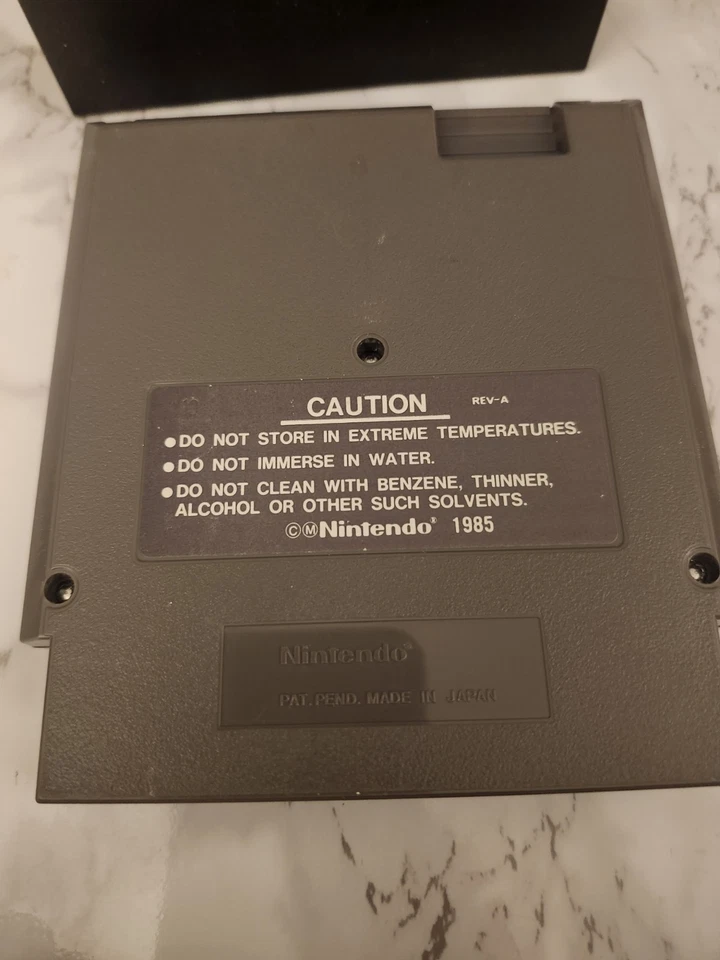 CAUTION REV-A
●DO NOT STORE IN EXTREME TEMPERATURES.
●DO NOT IMMERSE IN WATER.
●DO NOT CLEAN WITH BENZENE, THINNER,
ALCOHOL OR OTHER SUCH SOLVENTS.
©ⓂNintendo® 1985
Nintendo®
PAT. PEND. MADE IN JAPAN